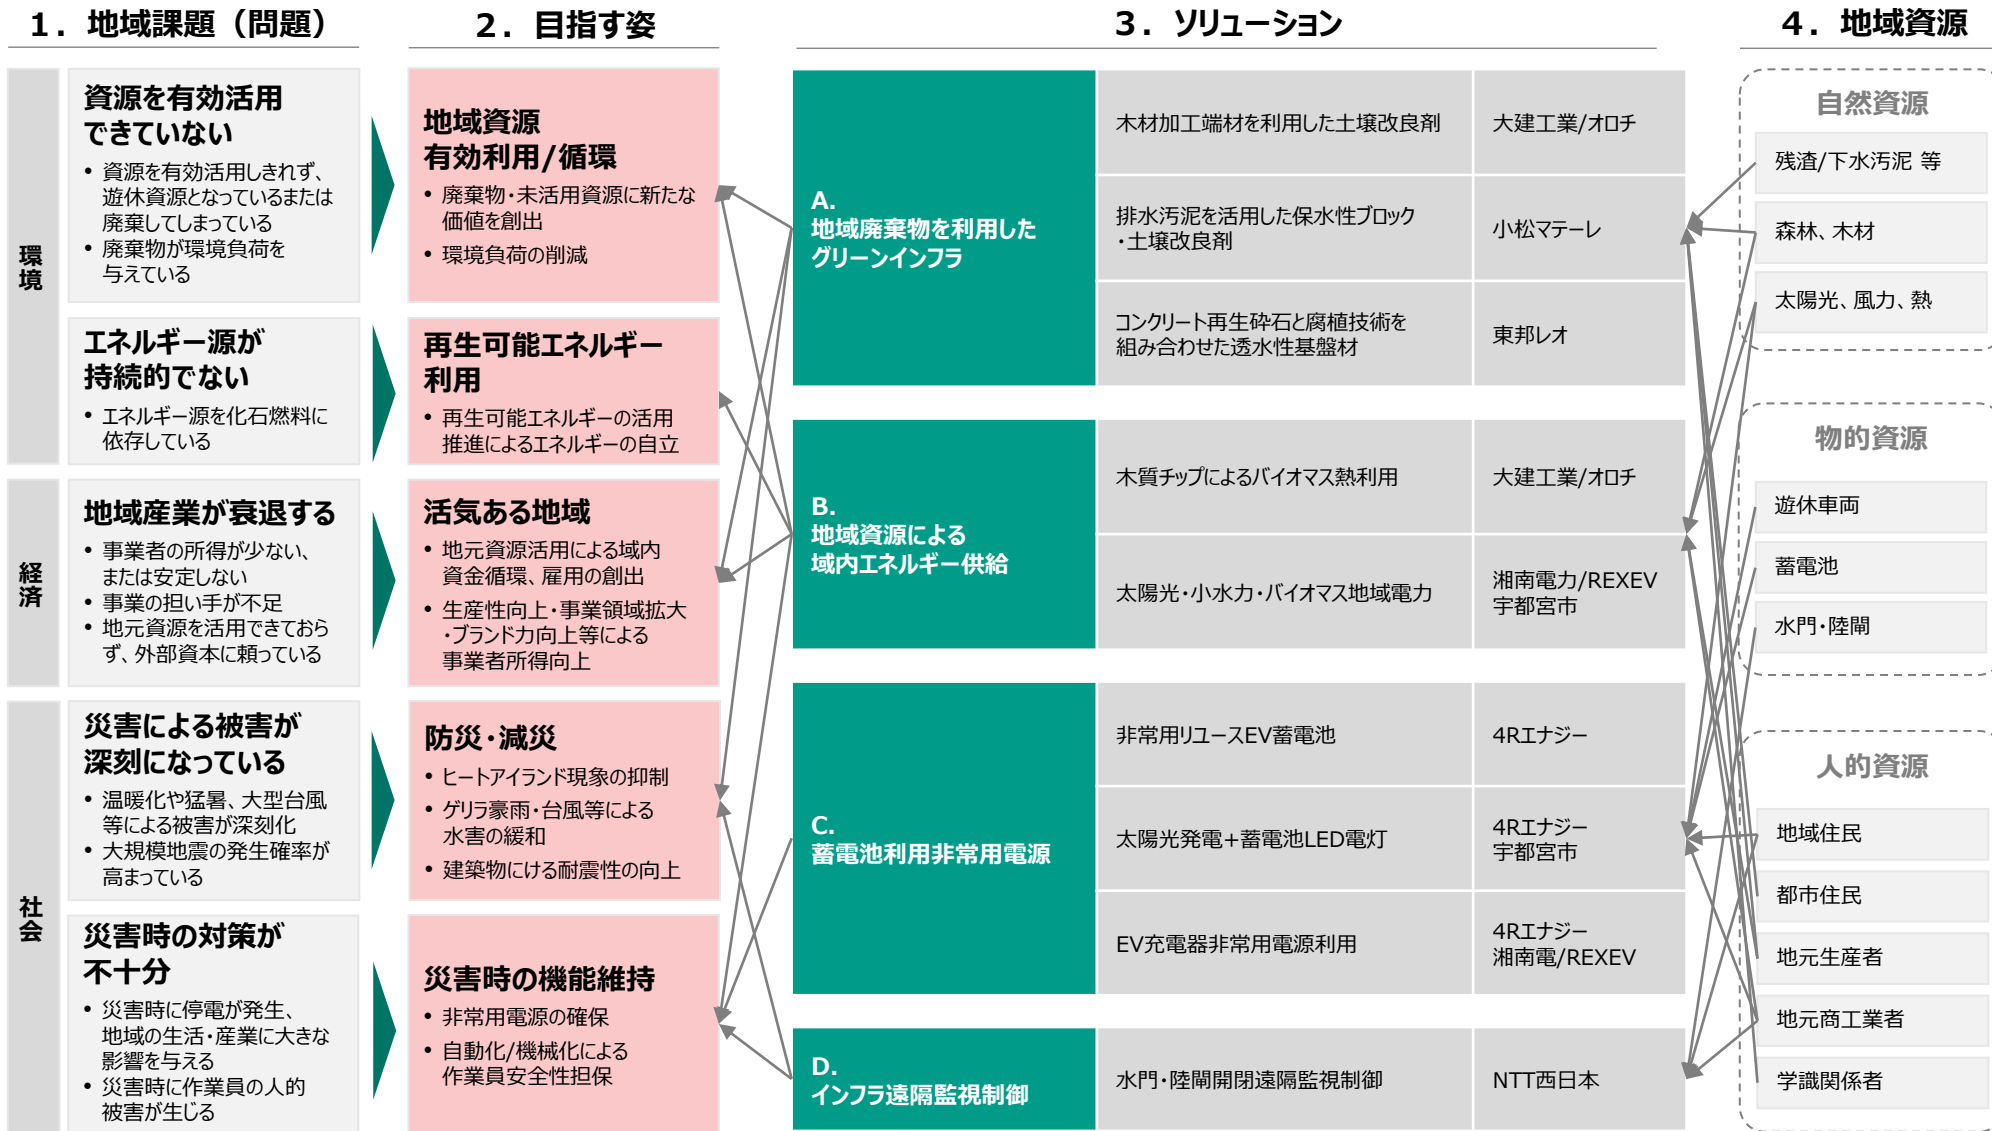 1．地域課題（問題）
2．目指す姿
3．ソリューション
4．地域資源
環境
資源を有効活用
できていない
• 資源を有効活用しきれず、
遊休資源となっているまたは
廃棄してしまっている
• 廃棄物が環境負荷を
与えている
エネルギー源が
持続的でない
• エネルギー源を化石燃料に
依存している
経済
地域産業が衰退する
• 事業者の所得が少ない、
または安定しない
• 事業の担い手が不足
• 地元資源を活用できておら
ず、外部資本に頼っている
社会
災害による被害が
深刻になっている
• 温暖化や猛暑、大型台風
等による被害が深刻化
• 大規模地震の発生確率が
高まっている
災害時の対策が
不十分
• 災害時に停電が発生、
地域の生活・産業に大きな
影響を与える
• 災害時に作業員の人的
被害が生じる
地域資源
有効利用/循環
• 廃棄物・未活用資源に新たな
価値を創出
• 環境負荷の削減
再生可能エネルギー
利用
• 再生可能エネルギーの活用
推進によるエネルギーの自立
活気ある地域
• 地元資源活用による域内
資金循環、雇用の創出
• 生産性向上・事業領域拡大
・ブランド力向上等による
事業者所得向上
防災・減災
• ヒートアイランド現象の抑制
• ゲリラ豪雨・台風等による
水害の緩和
• 建築物にける耐震性の向上
災害時の機能維持
• 非常用電源の確保
• 自動化/機械化による
作業員安全性担保
A.
地域廃棄物を利用した
グリーンインフラ
木材加工端材を利用した土壌改良剤
大建工業/オロチ
排水汚泥を活用した保水性ブロック
・土壌改良剤
小松マテーレ
コンクリート再生砕石と腐植技術を
組み合わせた透水性基盤材
東邦レオ
B.
地域資源による
域内エネルギー供給
木質チップによるバイオマス熱利用
大建工業/オロチ
太陽光・小水力・バイオマス地域電力
湘南電力/REXEV
宇都宮市
C.
蓄電池利用非常用電源
非常用リユースEV蓄電池
4Rエナジー
太陽光発電＋蓄電池LED電灯
4Rエナジー
宇都宮市
EV充電器非常用電源利用
4Rエナジー
湘南電/REXEV
D.
インフラ遠隔監視制御
水門・陸閘開閉遠隔監視制御
NTT西日本
自然資源
残渣/下水汚泥 等
森林、木材
太陽光、風力、熱
物的資源
遊休車両
蓄電池
水門・陸閘
人的資源
地域住民
都市住民
地元生産者
地元商工業者
学識関係者